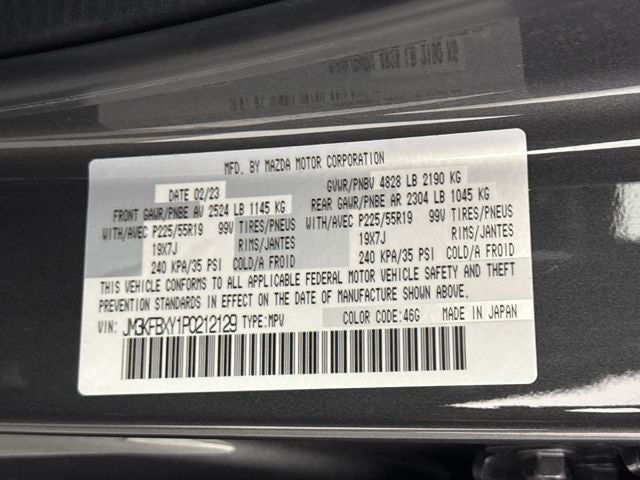 MFD. BY MAZDA MOTOR CORPORATION
DATE 02/23 GVWR/PNBV 4828 LB 2190 KG
FRONT GAWR/PNBE AV 2524 LB 1145 KG REAR GAWR/PNBE AR 2304 LB 1045 KG
WITH/AVEC P225/55R19 99V TIRES/PNEUS WITH/AVEC P225/55R19 99V TIRES/PNEUS
19X7J RIMS/JANTES 19X7J RIMS/JANTES
240 KPA/35 PSI COLD/A FROID 240 KPA/35 PSI COLD/A FROID
THIS VEHICLE CONFORMS TO ALL APPLICABLE FEDERAL MOTOR VEHICLE SAFETY AND THEFT
PREVENTION STANDARDS IN EFFECT ON THE DATE OF MANUFACTURE SHOWN ABOVE.
VIN: JM3KFBXY1P0212129 TYPE:MPV COLOR CODE:46G MADE IN JAPAN